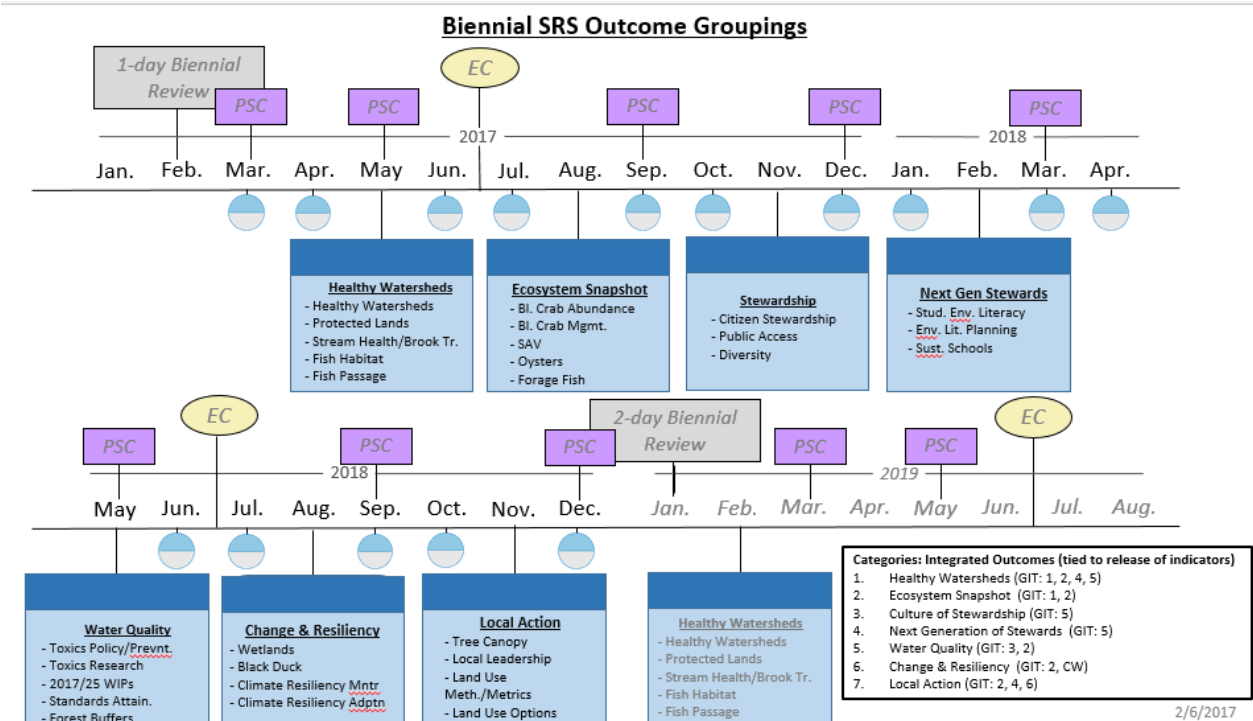 Biennial SRS Outcome Groupings
1-day Biennial
Review
EC
PSC
PSC
PSC
PSC
PSC
2017
2018
Jan.
Feb.
Mar.
Apr.
May
Jun.
Jul.
Aug.
Sep.
Oct.
Nov.
Dec.
Jan.
Feb.
Mar.
Apr.
Healthy Watersheds
- Healthy Watersheds
- Protected Lands
- Stream Health/Brook Tr.
- Fish Habitat
- Fish Passage
Ecosystem Snapshot
- Bl. Crab Abundance
- Bl. Crab Mgmt.
- SAV
- Oysters
- Forage Fish
Stewardship
- Citizen Stewardship
- Public Access
- Diversity
Next Gen Stewards
- Stud. Env. Literacy
- Env. Lit. Planning
- Sust. Schools
EC
2-day Biennial
Review
EC
PSC
PSC
PSC
PSC
PSC
2018
2019
May
Jun.
Jul.
Aug.
Sep.
Oct.
Nov.
Dec.
Jan.
Feb.
Mar.
Apr.
May
Jun.
Jul.
Aug.
Water Quality
- Toxics Policy/Prevnt.
- Toxics Research
- 2017/25 WIPs
- Standards Attain.
- Forest Buffers
Change & Resiliency
- Wetlands
- Black Duck
- Climate Resiliency Mntr
- Climate Resiliency Adptn
Local Action
- Tree Canopy
- Local Leadership
- Land Use
Meth./Metrics
- Land Use Options
Healthy Watersheds
- Healthy Watersheds
- Protected Lands
- Stream Health/Brook Tr.
- Fish Habitat
- Fish Passage
Categories: Integrated Outcomes (tied to release of indicators)
1. Healthy Watersheds (GIT: 1, 2, 4, 5)
2. Ecosystem Snapshot (GIT: 1, 2)
3. Culture of Stewardship (GIT: 5)
4. Next Generation of Stewards (GIT: 5)
5. Water Quality (GIT: 3, 2)
6. Change & Resiliency (GIT: 2, CW)
7. Local Action (GIT: 2, 4, 6)
2/6/2017